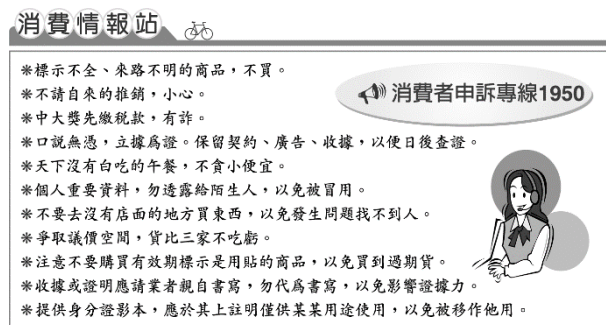 消費情報站
消費者申訴專線1950
※標示不全、來路不明的商品，不買。
※不請自來的推銷，小心。
※中大獎先繳稅款，有詐。
※口說無憑，立據為證。保留契約、廣告、收據，以便日後查證。
※天下沒有白吃的午餐，不貪小便宜。
※個人重要資料，勿透露給陌生人，以免被冒用。
※不要去沒有店面的地方買東西，以免發生問題找不到人。
※爭取議價空間，貨比三家不吃虧。
※注意不要購買有效期標示是用貼的商品，以免買到過期貨。
※收據或證明應請業者親自書寫，勿代為書寫，以免影響證據力。
※提供身分證影本，應於其上註明僅供某某用途使用，以免被移作他用。